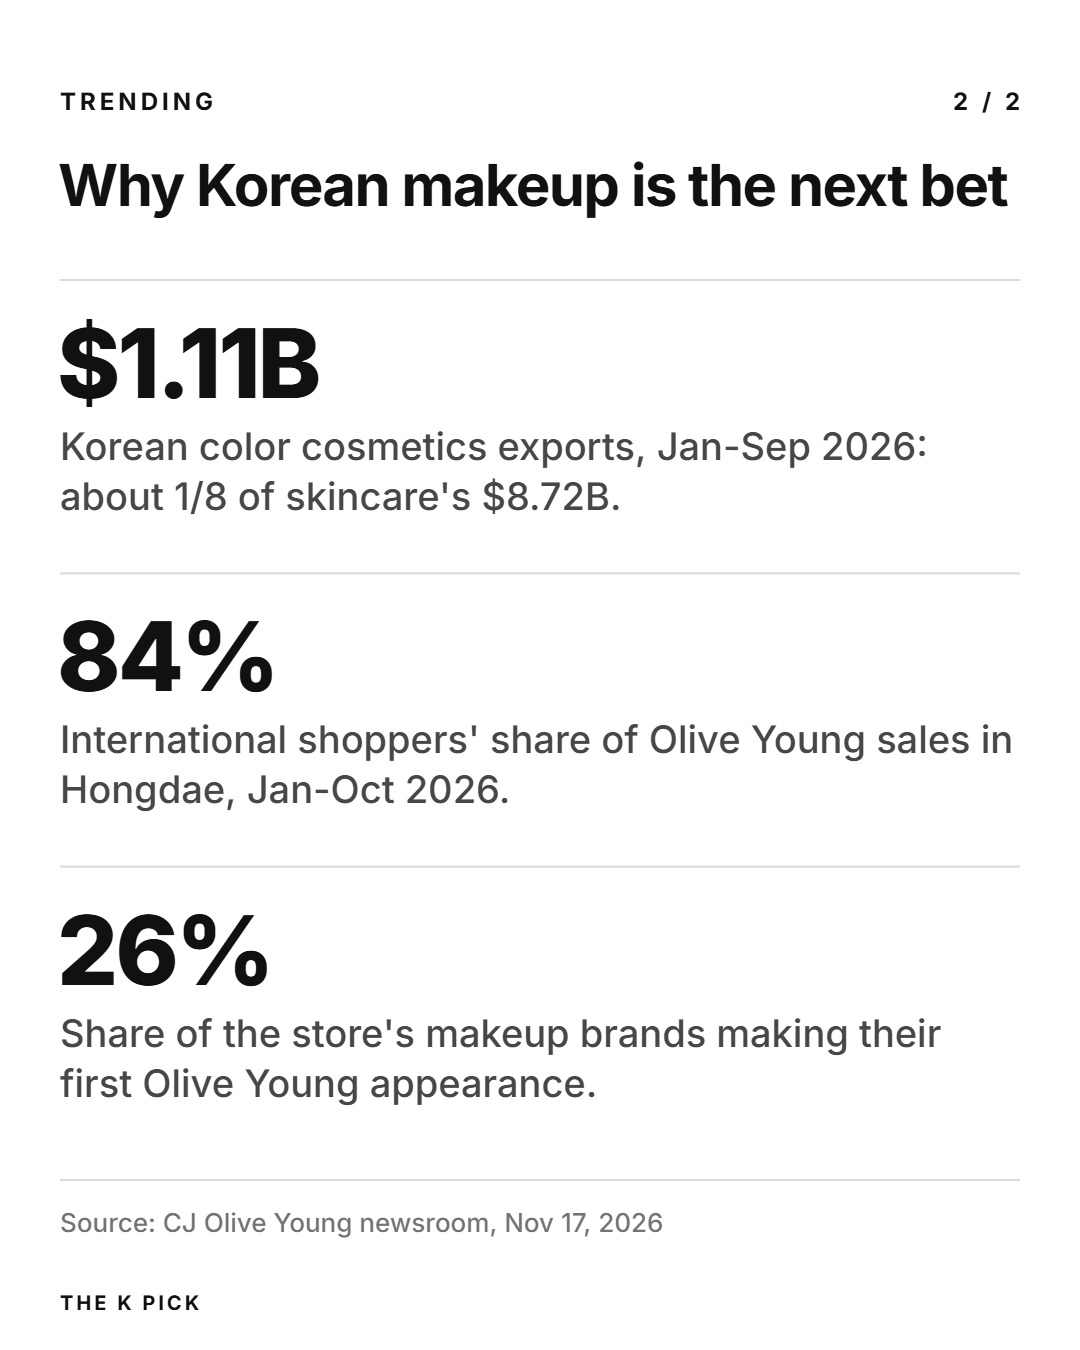 TRENDING
2 / 2
Why Korean makeup is the next bet
$1.11B
Korean color cosmetics exports, Jan-Sep 2026:
about 1/8 of skincare's $8.72B.
84%
International shoppers' share of Olive Young sales in
Hongdae, Jan-Oct 2026.
26%
Share of the store's makeup brands making their
first Olive Young appearance.
Source: CJ Olive Young newsroom, Nov 17, 2026
THE K PICK